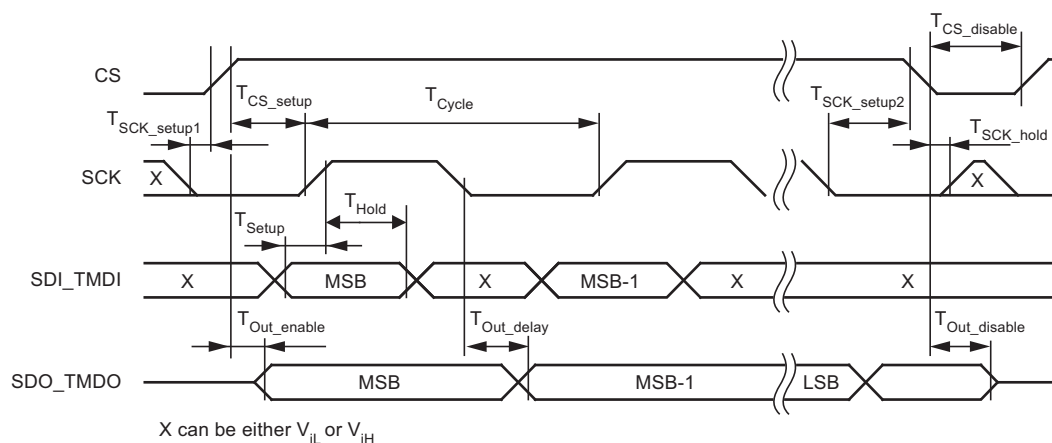 T_CS_disable
CS
T_CS_setup
T_Cycle
T_SCK_setup2
T_SCK_setup1
T_SCK_hold
SCK
X
X
T_Hold
T_Setup
SDI_TMDI
X
MSB
X
MSB-1
X
X
T_Out_enable
T_Out_delay
T_Out_disable
SDO_TMDO
MSB
MSB-1
LSB
X can be either V_iL or V_iH